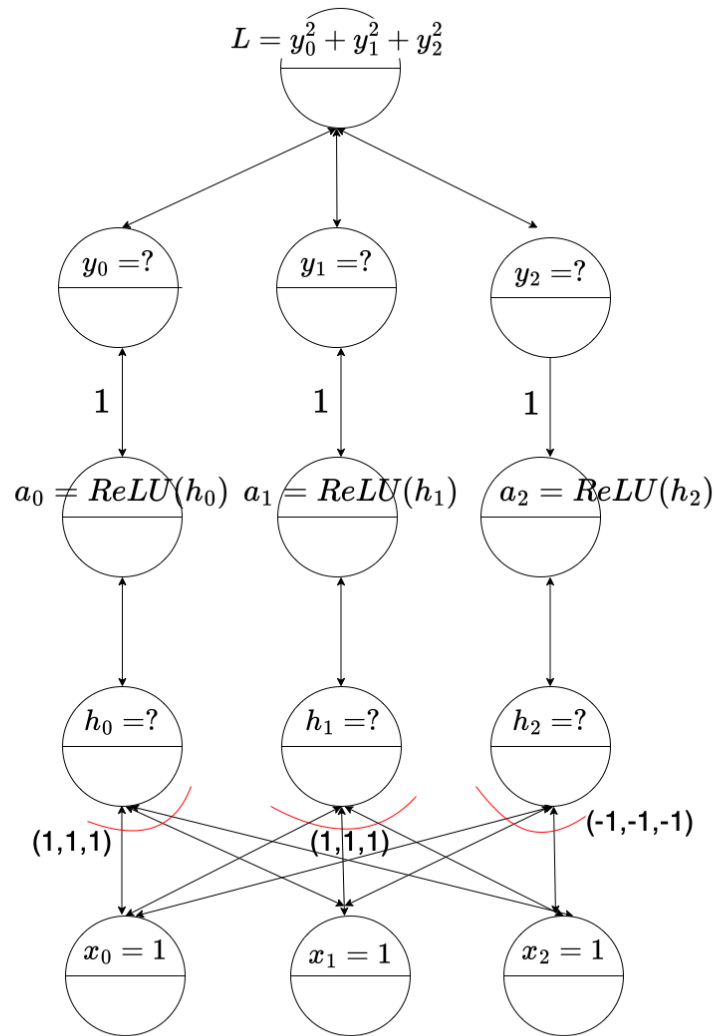 L = y_0^2 + y_1^2 + y_2^2
y_0 =? y_1 =? y_2 =?
1 1 1
a_0 = ReLU(h_0) a_1 = ReLU(h_1) a_2 = ReLU(h_2)
h_0 =? h_1 =? h_2 =?
(1,1,1) (1,1,1) (-1,-1,-1)
x_0 = 1 x_1 = 1 x_2 = 1